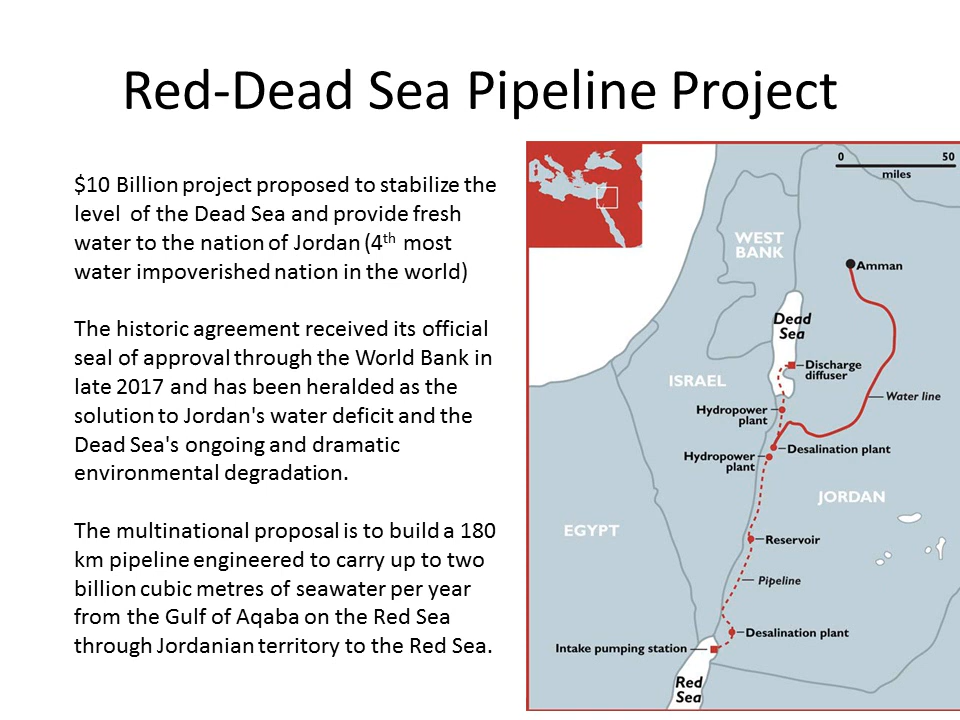 Red-Dead Sea Pipeline Project
$10 Billion project proposed to stabilize the
level  of the Dead Sea and provide fresh
water to the nation of Jordan (4th most
water impoverished nation in the world)
The historic agreement received its official
seal of approval through the World Bank in
late 2017 and has been heralded as the
solution to Jordan's water deficit and the
Dead Sea's ongoing and dramatic
environmental degradation.
The multinational proposal is to build a 180
km pipeline engineered to carry up to two
billion cubic metres of seawater per year
from the Gulf of Aqaba on the Red Sea
through Jordanian territory to the Red Sea.
0 50
miles
WEST
BANK
Amman
Dead
Sea
Discharge
diffuser
ISRAEL
Water line
Hydropower
plant
Desalination plant
Hydropower
plant
JORDAN
EGYPT
Reservoir
Pipeline
Desalination plant
Intake pumping station
Red
Sea